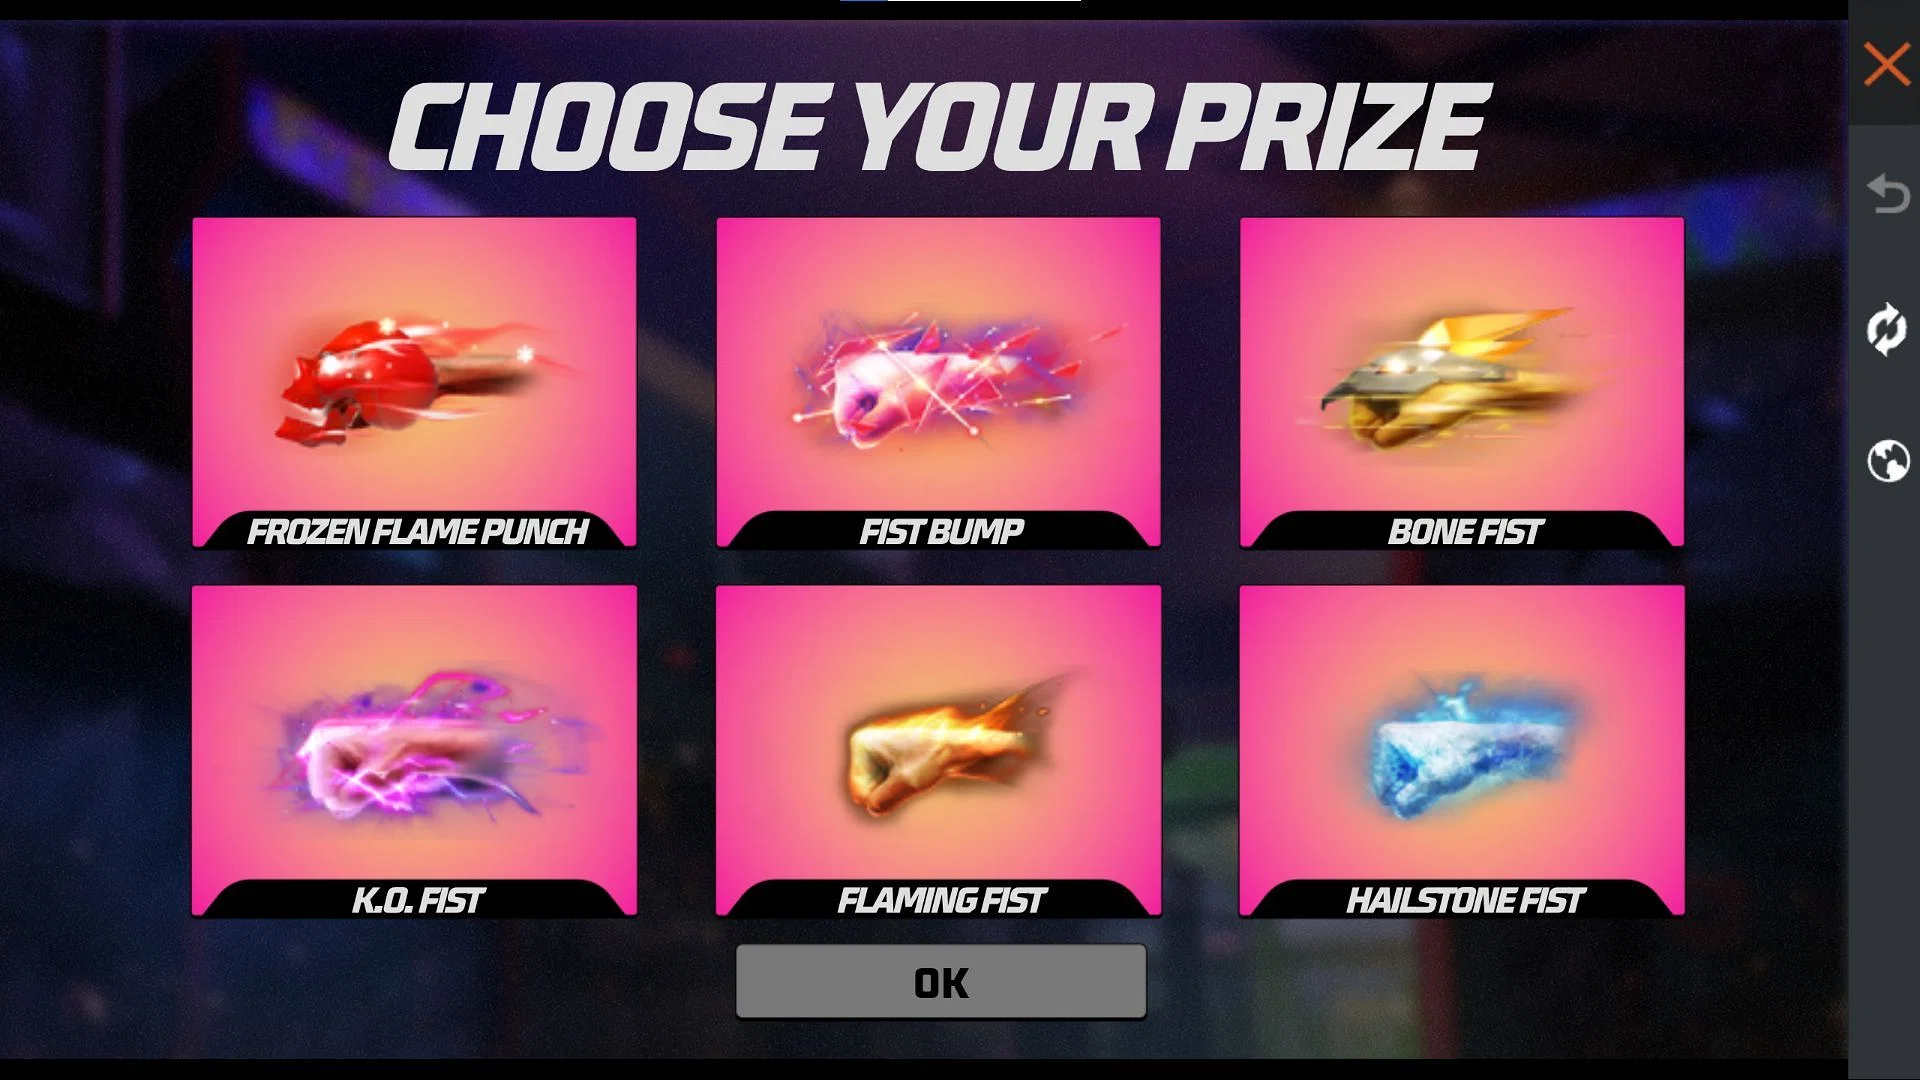 CHOOSE YOUR PRIZE
FROZEN FLAME PUNCH
FIST BUMP
BONE FIST
K.O. FIST
FLAMING FIST
HAILSTONE FIST
OK